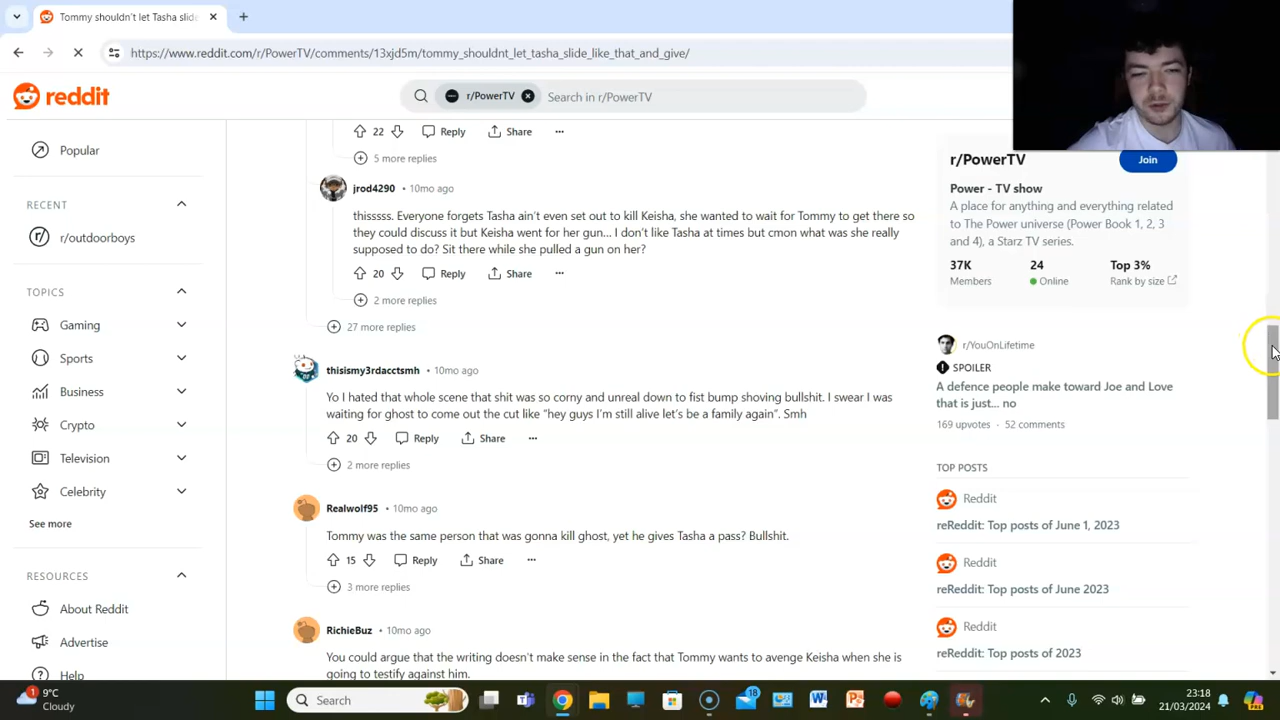 Tommy shouldn't let Tasha slide
https://www.reddit.com/r/PowerTV/comments/13xjd5m/tommy_shouldnt_let_tasha_slide_like_that_and_give/
reddit
r/PowerTV
Search in r/PowerTV
Popular
RECENT
r/outdoorboys
TOPICS
Gaming
Sports
Business
Crypto
Television
Celebrity
See more
RESOURCES
About Reddit
Advertise
Help
22 Reply Share
5 more replies
jrod4290 • 10mo ago
thisssss. Everyone forgets Tasha ain't even set out to kill Keisha, she wanted to wait for Tommy to get there so
they could discuss it but Keisha went for her gun... I don't like Tasha at times but cmon what was she really
supposed to do? Sit there while she pulled a gun on her?
20 Reply Share
2 more replies
27 more replies
thisismy3rdacctsmh • 10mo ago
Yo I hated that whole scene that shit was so corny and unreal down to fist bump shoving bullshit. I swear I was
waiting for ghost to come out the cut like "hey guys I'm still alive let's be a family again". Smh
20 Reply Share
2 more replies
Realwolf95 • 10mo ago
Tommy was the same person that was gonna kill ghost, yet he gives Tasha a pass? Bullshit.
15 Reply Share
3 more replies
RichieBuz • 10mo ago
You could argue that the writing doesn't make sense in the fact that Tommy wants to avenge Keisha when she is
going to testify against him.
r/PowerTV
Join
Power - TV show
A place for anything and everything related
to The Power universe (Power Book 1, 2, 3
and 4), a Starz TV series.
37K 24 Top 3%
Members Online Rank by size
r/YouOnLifetime
SPOILER
A defence people make toward Joe and Love
that is just... no
169 upvotes • 52 comments
TOP POSTS
Reddit
reReddit: Top posts of June 1, 2023
Reddit
reReddit: Top posts of June 2023
Reddit
reReddit: Top posts of 2023
1
9°C
Cloudy
Search
18
23:18
21/03/2024